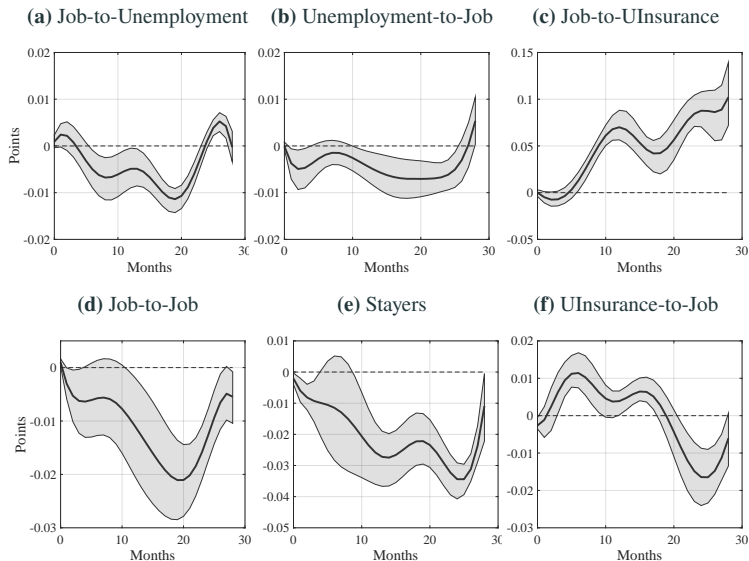 (a) Job-to-Unemployment (b) Unemployment-to-Job (c) Job-to-UInsurance
0.02 0.02 0.15
0.01 0.01 0.1
Points 0 0 0.05
-0.01 -0.01 0
-0.02 -0.02 -0.05
0 10 20 30 0 10 20 30 0 10 20 30
Months Months Months
(d) Job-to-Job (e) Stayers (f) UInsurance-to-Job
0.01 0.02
0 0 0.01
-0.01 -0.01 0
Points -0.02
-0.02 -0.03 -0.01
-0.04 -0.02
-0.03 -0.05 -0.03
0 10 20 30 0 10 20 30 0 10 20 30
Months Months Months